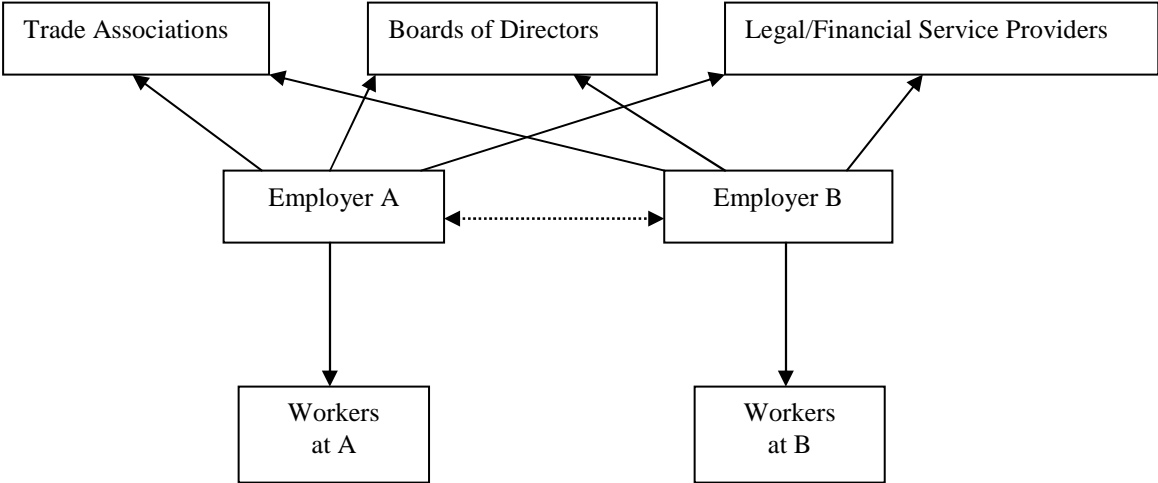 Trade Associations
Boards of Directors
Legal/Financial Service Providers
Employer A
Employer B
Workers
at A
Workers
at B